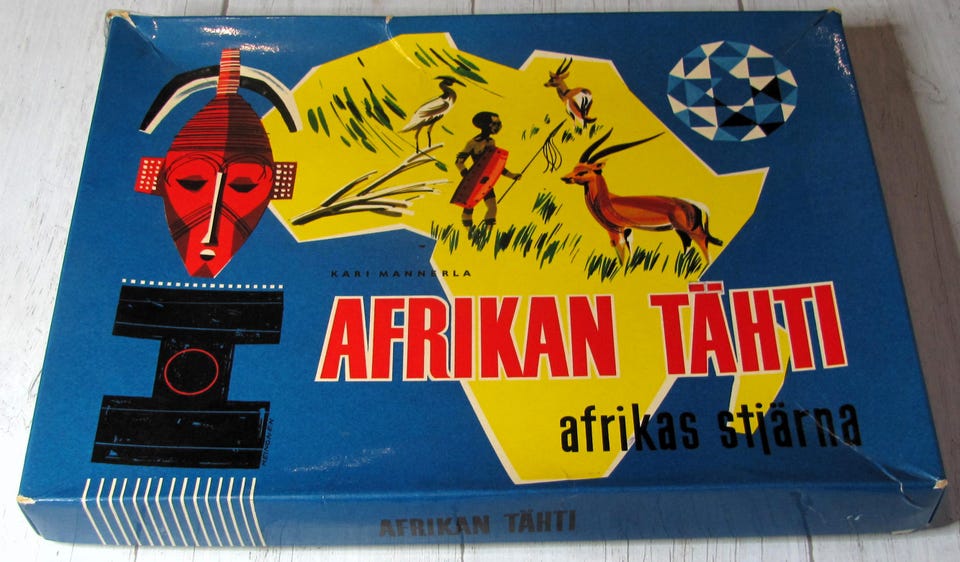 KARI MANNERLA
AFRIKAN TÄHTI
afrikas stjärna
AFRIKAN TÄHTI